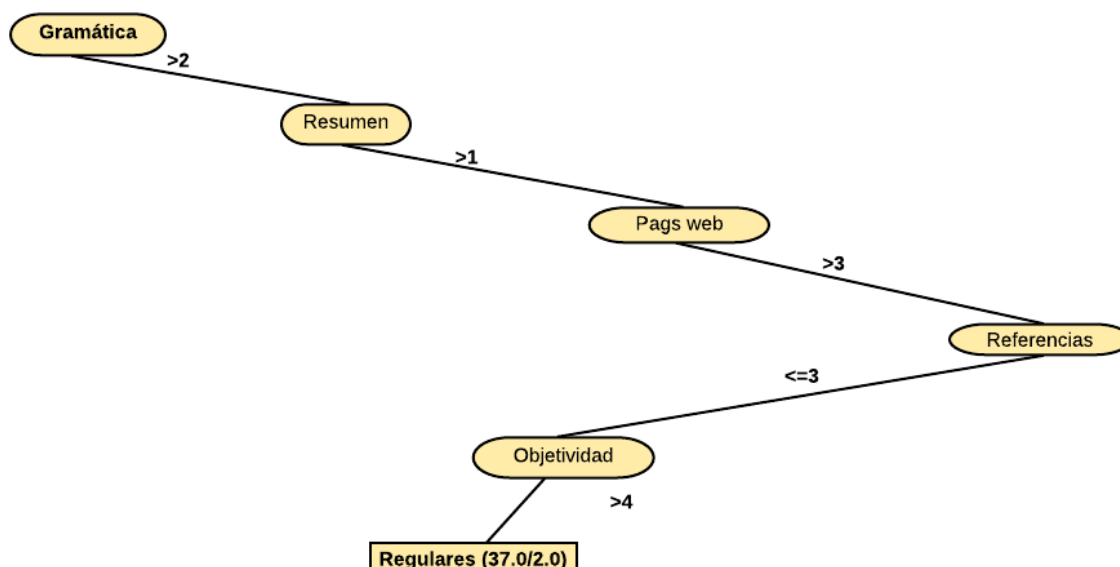 Gramática
>2
Resumen
>1
Pags web
>3
Referencias
<=3
Objetividad
>4
Regulares (37.0/2.0)